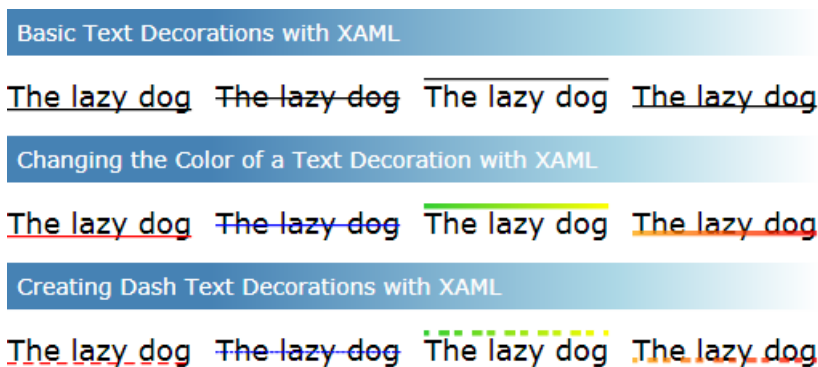 Basic Text Decorations with XAML
The lazy dog The lazy dog The lazy dog The lazy dog
Changing the Color of a Text Decoration with XAML
The lazy dog The lazy dog The lazy dog The lazy dog
Creating Dash Text Decorations with XAML
The lazy dog The lazy dog The lazy dog The lazy dog